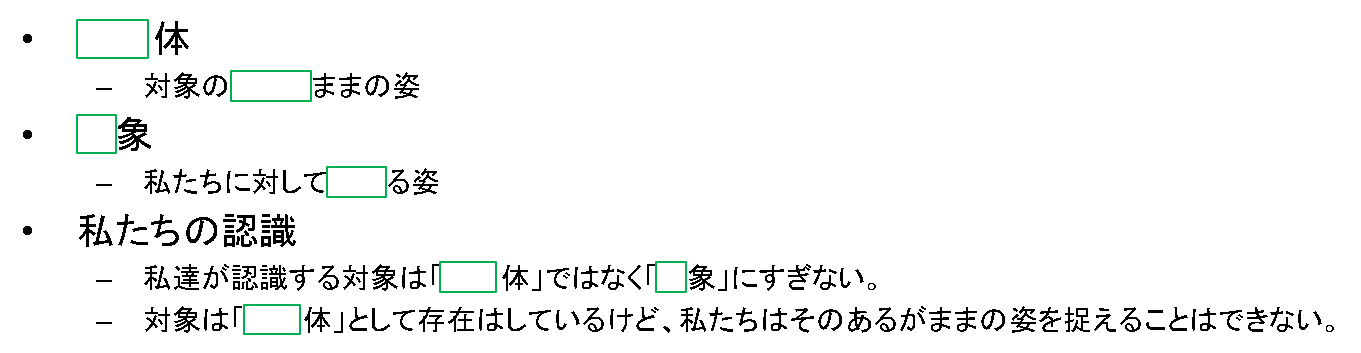 • 体
– 対象の ままの姿
• 象
– 私たちに対して る姿
• 私たちの認識
– 私達が認識する対象は「 体」ではなく「 象」にすぎない。
– 対象は「 体」として存在はしているけど、私たちはそのあるがままの姿を捉えることはできない。